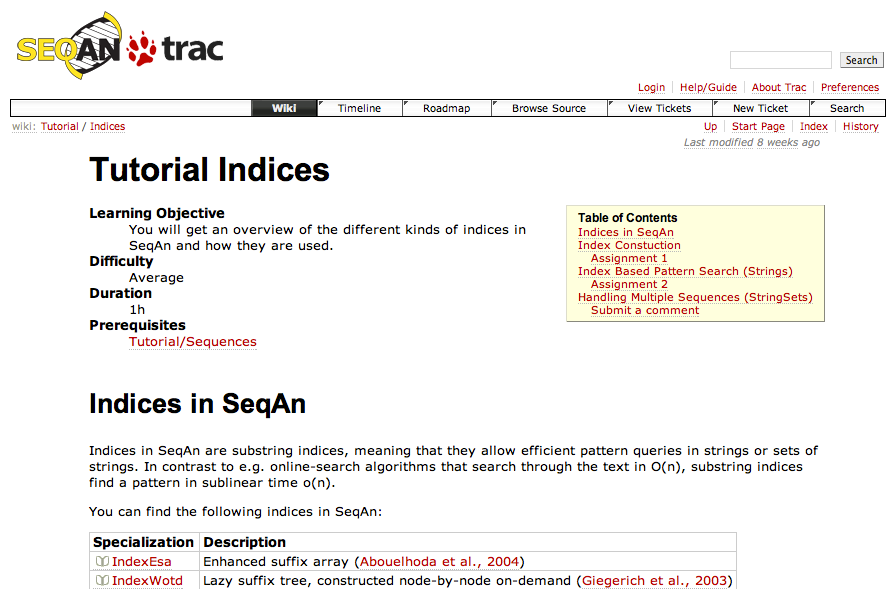 SEQAN trac
Search
Login Help/Guide About Trac Preferences
Wiki Timeline Roadmap Browse Source View Tickets New Ticket Search
wiki: Tutorial / Indices
Up Start Page Index History
Last modified 8 weeks ago
Tutorial Indices
Learning Objective
You will get an overview of the different kinds of indices in
SeqAn and how they are used.
Difficulty
Average
Duration
1h
Prerequisites
Tutorial/Sequences
Table of Contents
Indices in SeqAn
Index Constuction
Assignment 1
Index Based Pattern Search (Strings)
Assignment 2
Handling Multiple Sequences (StringSets)
Submit a comment
Indices in SeqAn
Indices in SeqAn are substring indices, meaning that they allow efficient pattern queries in strings or sets of
strings. In contrast to e.g. online-search algorithms that search through the text in O(n), substring indices
find a pattern in sublinear time o(n).
You can find the following indices in SeqAn:
Specialization Description
IndexEsa Enhanced suffix array (Abouelhoda et al., 2004)
IndexWotd Lazy suffix tree, constructed node-by-node on-demand (Giegerich et al., 2003)